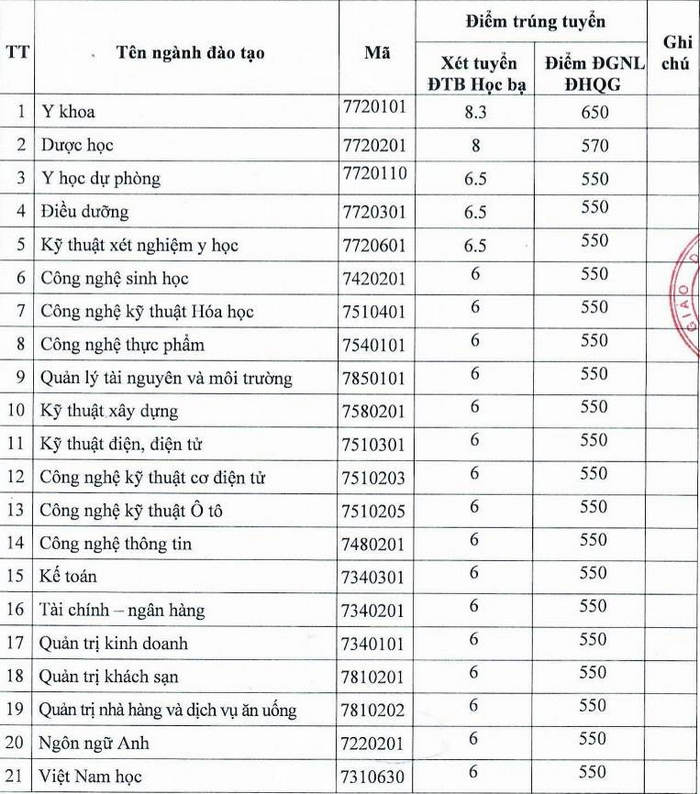 TT Tên ngành đào tạo Mã Điểm trúng tuyển Ghi chú
Xét tuyển ĐTB Học bạ Điểm ĐGNL ĐHQG
1 Y khoa 7720101 8.3 650
2 Dược học 7720201 8 570
3 Y học dự phòng 7720110 6.5 550
4 Điều dưỡng 7720301 6.5 550
5 Kỹ thuật xét nghiệm y học 7720601 6.5 550
6 Công nghệ sinh học 7420201 6 550
7 Công nghệ kỹ thuật Hóa học 7510401 6 550
8 Công nghệ thực phẩm 7540101 6 550
9 Quản lý tài nguyên và môi trường 7850101 6 550
10 Kỹ thuật xây dựng 7580201 6 550
11 Kỹ thuật điện, điện tử 7510301 6 550
12 Công nghệ kỹ thuật cơ điện tử 7510203 6 550
13 Công nghệ kỹ thuật Ô tô 7510205 6 550
14 Công nghệ thông tin 7480201 6 550
15 Kế toán 7340301 6 550
16 Tài chính – ngân hàng 7340201 6 550
17 Quản trị kinh doanh 7340101 6 550
18 Quản trị khách sạn 7810201 6 550
19 Quản trị nhà hàng và dịch vụ ăn uống 7810202 6 550
20 Ngôn ngữ Anh 7220201 6 550
21 Việt Nam học 7310630 6 550
GIÁO